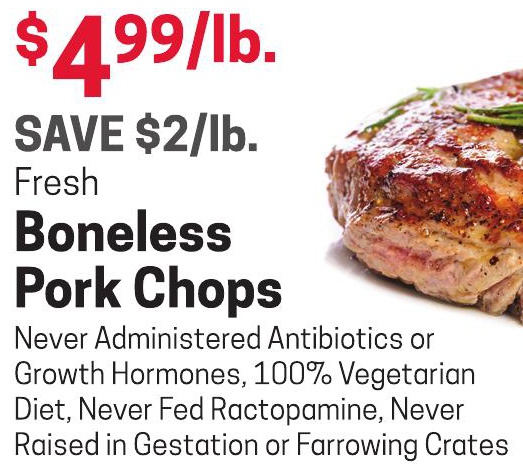 $4.99/lb.
SAVE $2/lb.
Fresh
Boneless
Pork Chops
Never Administered Antibiotics or
Growth Hormones, 100% Vegetarian
Diet, Never Fed Ractopamine, Never
Raised in Gestation or Farrowing Crates